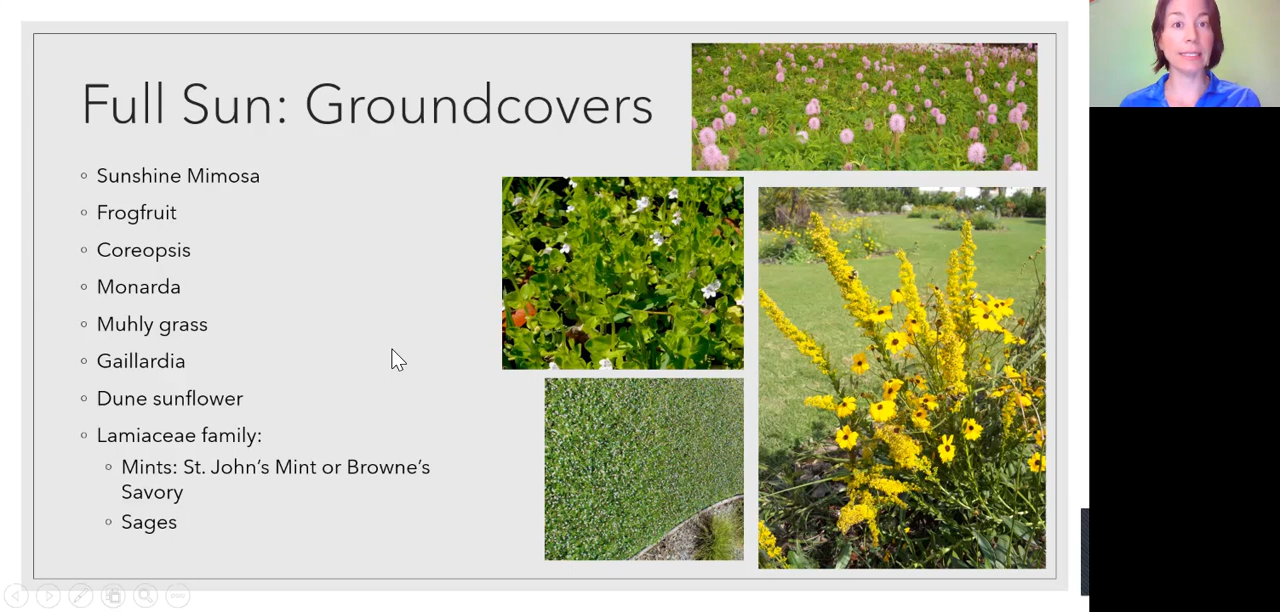 Full Sun: Groundcovers
Sunshine Mimosa
Frogfruit
Coreopsis
Monarda
Muhly grass
Gaillardia
Dune sunflower
Lamiaceae family:
Mints: St. John’s Mint or Browne’s
Savory
Sages